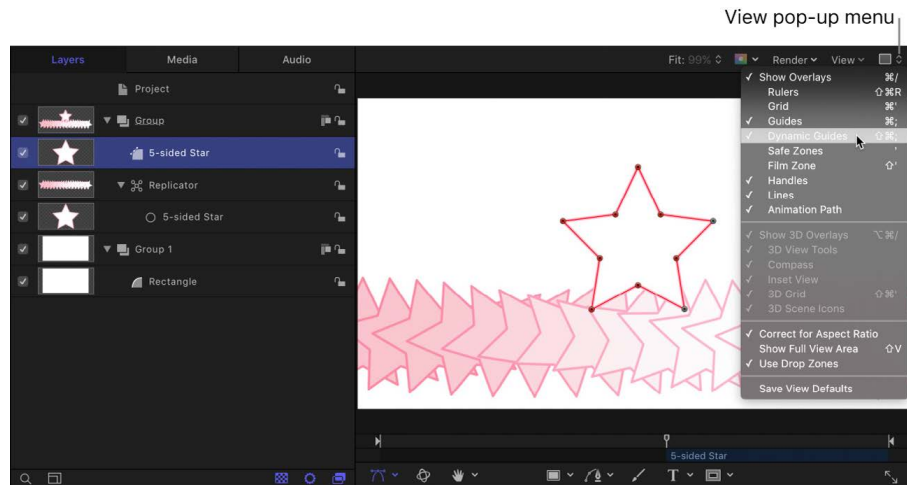 View pop-up menu
Layers Media Audio Fit: 99% Render View
Project
Group
5-sided Star
Replicator
5-sided Star
Group 1
Rectangle
✓ Show Overlays ⌘/
Rulers ⇧⌘R
Grid ⌘'
✓ Guides ⌘;
✓ Dynamic Guides ⇧⌘;
Safe Zones '
Film Zone ⇧'
✓ Handles
✓ Lines
✓ Animation Path
✓ Show 3D Overlays ⌥⌘/
✓ 3D View Tools
✓ Compass
✓ Inset View
✓ 3D Grid ⇧⌘'
✓ 3D Scene Icons
✓ Correct for Aspect Ratio
Show Full View Area ⇧V
✓ Use Drop Zones
Save View Defaults
5-sided Star
T